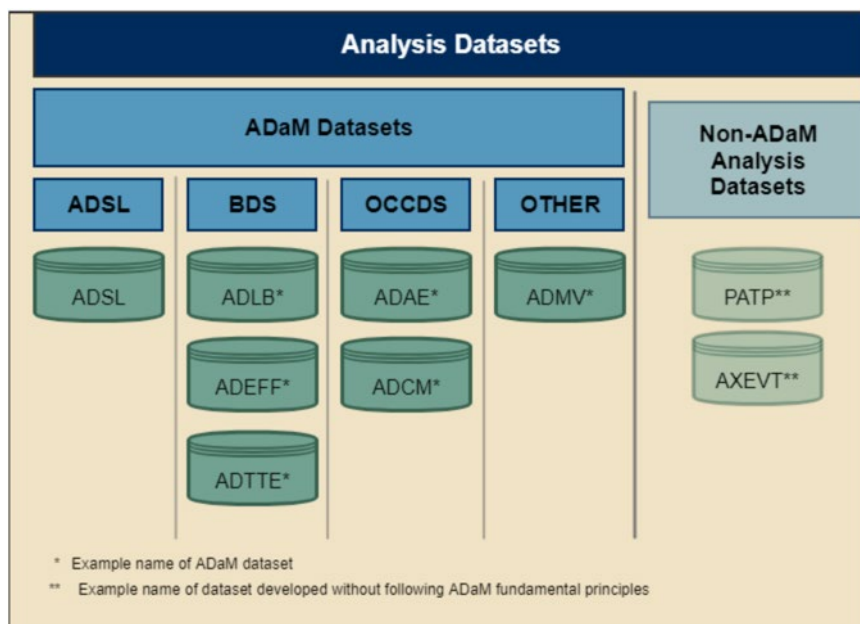 Analysis Datasets
ADaM Datasets
Non-ADaM
Analysis
Datasets
ADSL
BDS
OCCDS
OTHER
ADSL
ADLB*
ADAE*
ADMV*
PATP**
ADEFF*
ADCM*
AXEVT**
ADTTE*
* Example name of ADaM dataset
** Example name of dataset developed without following ADaM fundamental principles